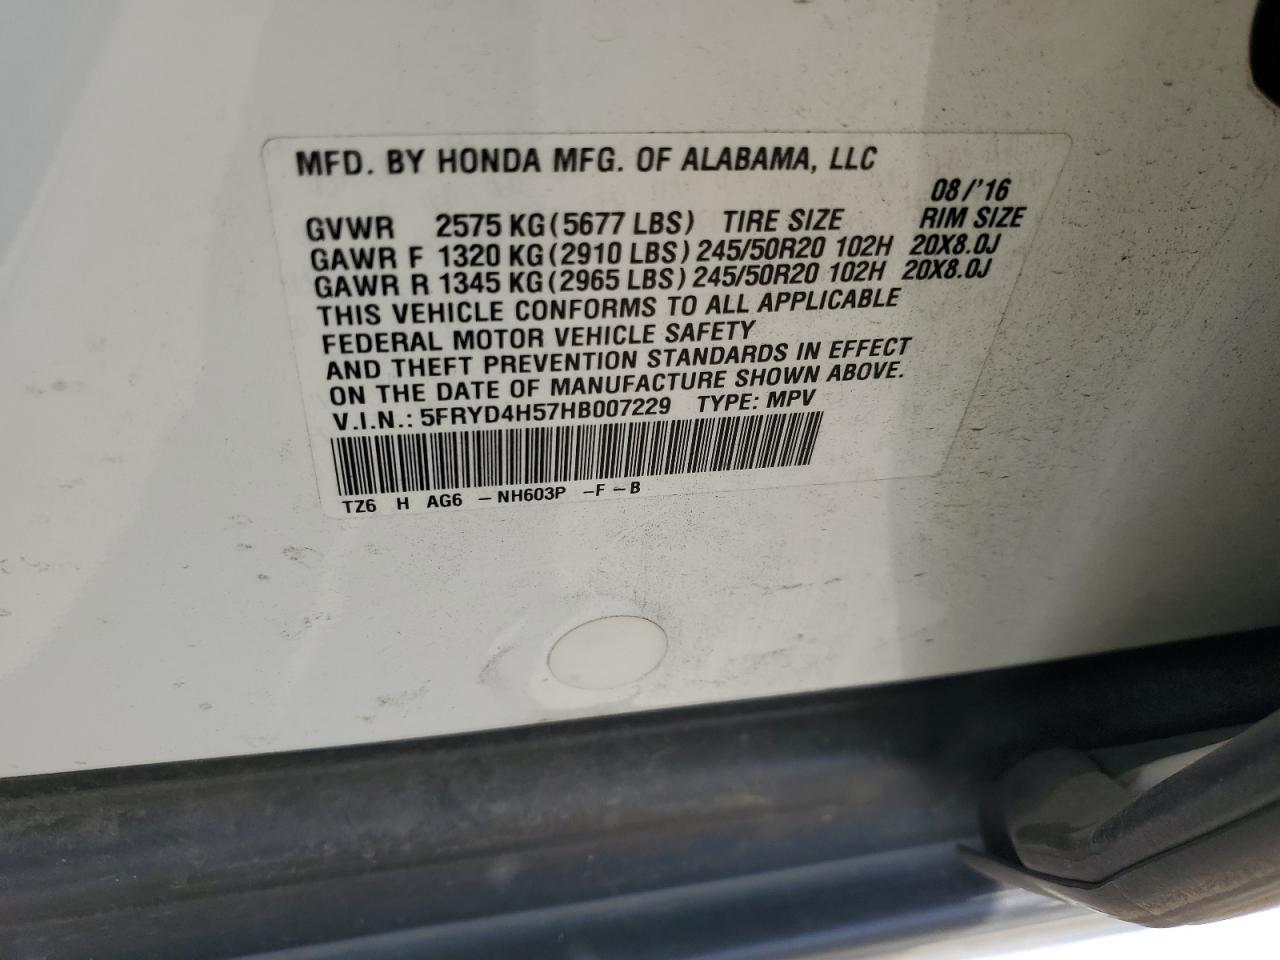 MFD. BY HONDA MFG. OF ALABAMA, LLC
08/'16
GVWR 2575 KG(5677 LBS) TIRE SIZE RIM SIZE
GAWR F 1320 KG(2910 LBS) 245/50R20 102H 20X8.0J
GAWR R 1345 KG(2965 LBS) 245/50R20 102H 20X8.0J
THIS VEHICLE CONFORMS TO ALL APPLICABLE
FEDERAL MOTOR VEHICLE SAFETY
AND THEFT PREVENTION STANDARDS IN EFFECT
ON THE DATE OF MANUFACTURE SHOWN ABOVE.
V.I.N.: 5FRYD4H57HB007229 TYPE: MPV
TZ6 H AG6 -NH603P -F-B